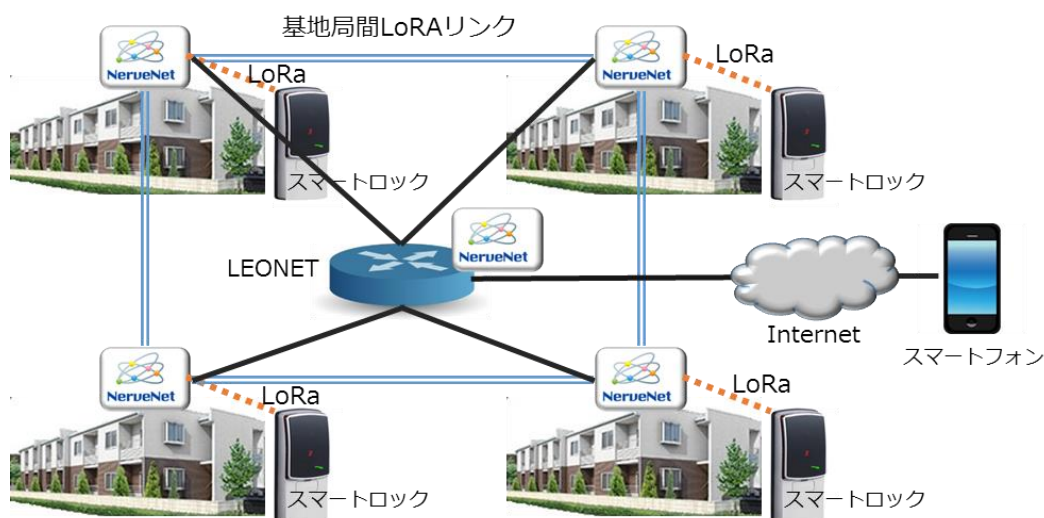 基地局間LoRAリンク
NerveNet
LoRa
スマートロック
NerveNet
LoRa
スマートロック
NerveNet
LEONET
Internet
スマートフォン
NerveNet
LoRa
スマートロック
NerveNet
LoRa
スマートロック